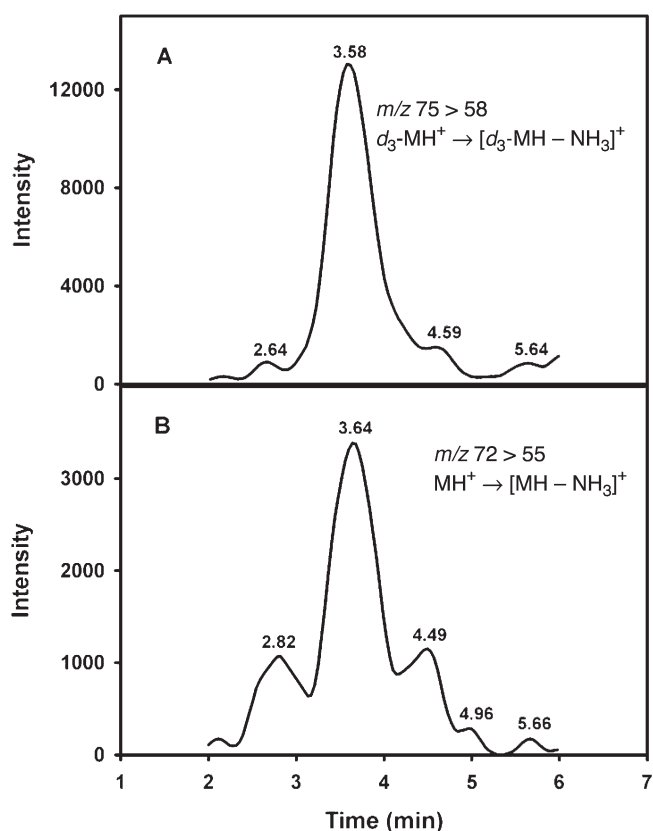 A
3.58
m/z 75 > 58
d₃-MH⁺ → [d₃-MH – NH₃]⁺
12000
8000
Intensity
4000
2.64
4.59
5.64
0
B
3.64
m/z 72 > 55
MH⁺ → [MH – NH₃]⁺
3000
2000
Intensity
2.82
4.49
1000
4.96
5.66
0
1 2 3 4 5 6 7
Time (min)